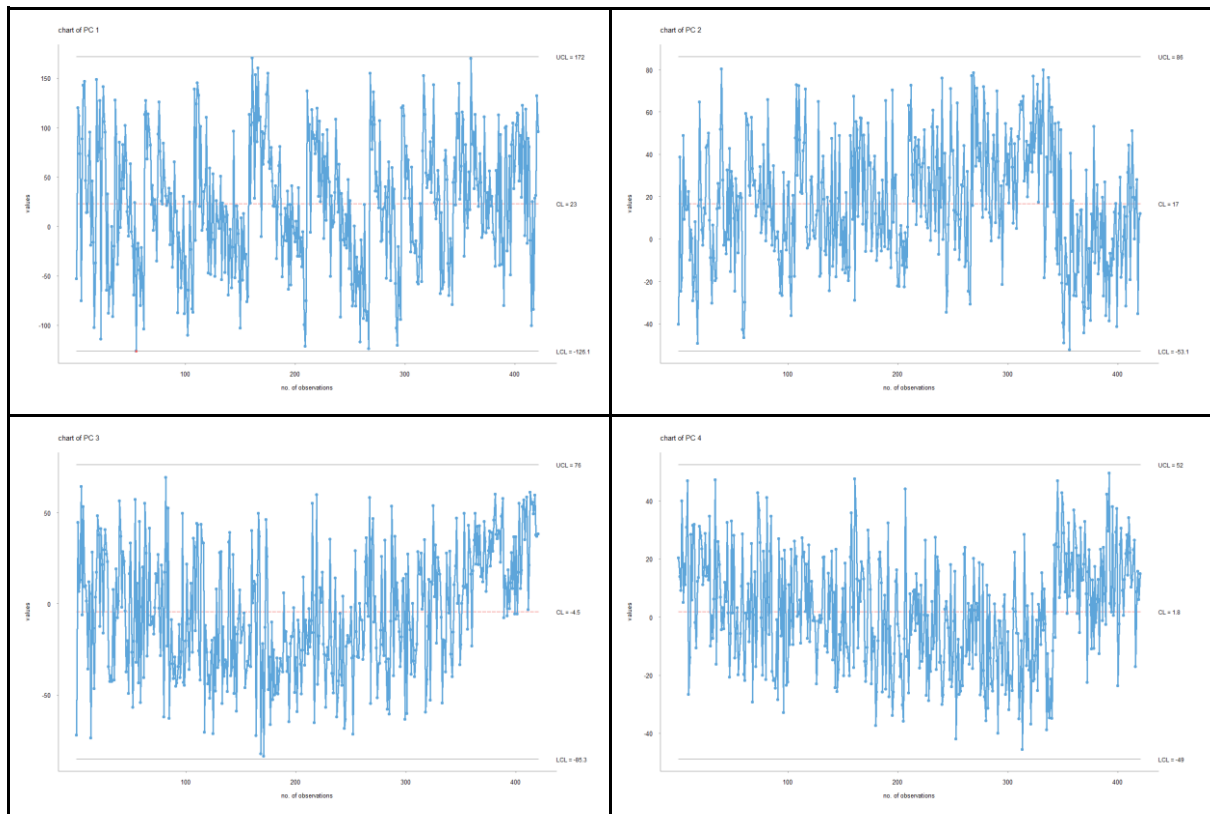 chart of PC 1
UCL = 172
150
100
50
0
-50
-100
values
CL = 23
LCL = -126.1
100
200
300
400
no. of observations
chart of PC 2
UCL = 86
80
60
40
20
0
-20
-40
values
CL = 17
LCL = -53.1
100
200
300
400
no. of observations
chart of PC 3
UCL = 76
50
0
-50
values
CL = -4.5
LCL = -85.3
100
200
300
400
no. of observations
chart of PC 4
UCL = 52
40
20
0
-20
-40
values
CL = 1.8
LCL = -49
100
200
300
400
no. of observations